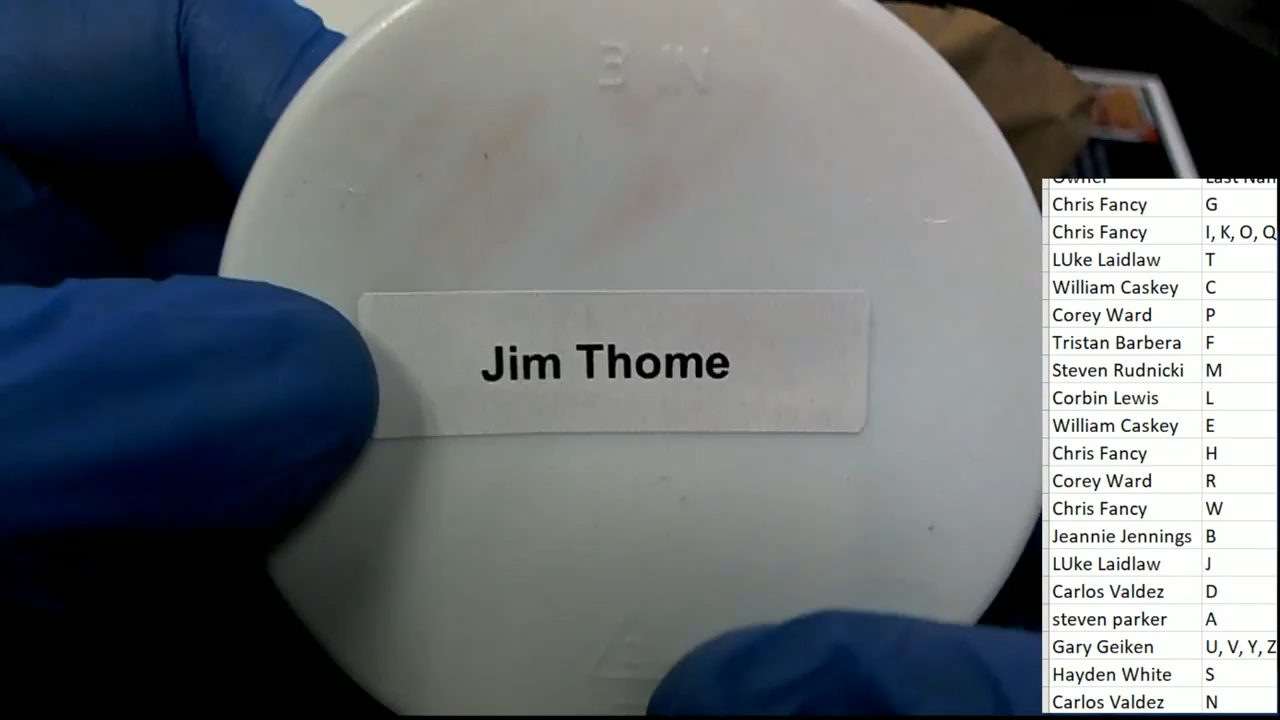 B IN
Jim Thome
Chris Fancy G
Chris Fancy I, K, O, Q
LUke Laidlaw T
William Caskey C
Corey Ward P
Tristan Barbera F
Steven Rudnicki M
Corbin Lewis L
William Caskey E
Chris Fancy H
Corey Ward R
Chris Fancy W
Jeannie Jennings B
LUke Laidlaw J
Carlos Valdez D
steven parker A
Gary Geiken U, V, Y, Z
Hayden White S
Carlos Valdez N